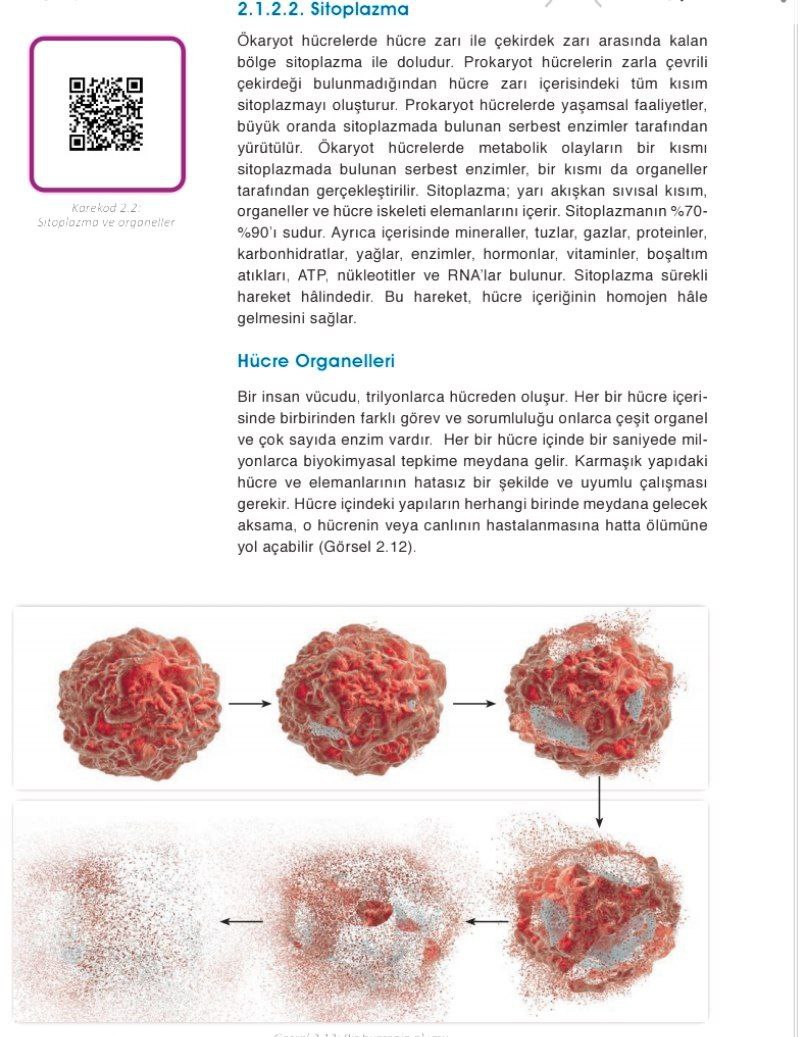 2.1.2.2. Sitoplazma
Ökaryot hücrelerde hücre zarı ile çekirdek zarı arasında kalan
bölge sitoplazma ile doludur. Prokaryot hücrelerin zarla çevrili
çekirdeği bulunmadığından hücre zarı içerisindeki tüm kısım
sitoplazmayı oluşturur. Prokaryot hücrelerde yaşamsal faaliyetler,
büyük oranda sitoplazmada bulunan serbest enzimler tarafından
yürütülür. Ökaryot hücrelerde metabolik olayların bir kısmı
sitoplazmada bulunan serbest enzimler, bir kısmı da organeller
tarafından gerçekleştirilir. Sitoplazma; yarı akışkan sıvısal kısım,
organeller ve hücre iskeleti elemanlarını içerir. Sitoplazmanın %70-
%90'ı sudur. Ayrıca içerisinde mineraller, tuzlar, gazlar, proteinler,
karbonhidratlar, yağlar, enzimler, hormonlar, vitaminler, boşaltım
atıkları, ATP, nükleotitler ve RNA'lar bulunur. Sitoplazma sürekli
hareket hâlindedir. Bu hareket, hücre içeriğinin homojen hâle
gelmesini sağlar.
Karekod 2.2:
Sitoplazma ve organeller
Hücre Organelleri
Bir insan vücudu, trilyonlarca hücreden oluşur. Her bir hücre içeri-
sinde birbirinden farklı görev ve sorumluluğu onlarca çeşit organel
ve çok sayıda enzim vardır. Her bir hücre içinde bir saniyede mil-
yonlarca biyokimyasal tepkime meydana gelir. Karmaşık yapıdaki
hücre ve elemanlarının hatasız bir şekilde ve uyumlu çalışması
gerekir. Hücre içindeki yapıların herhangi birinde meydana gelecek
aksama, o hücrenin veya canlının hastalanmasına hatta ölümüne
yol açabilir (Görsel 2.12).